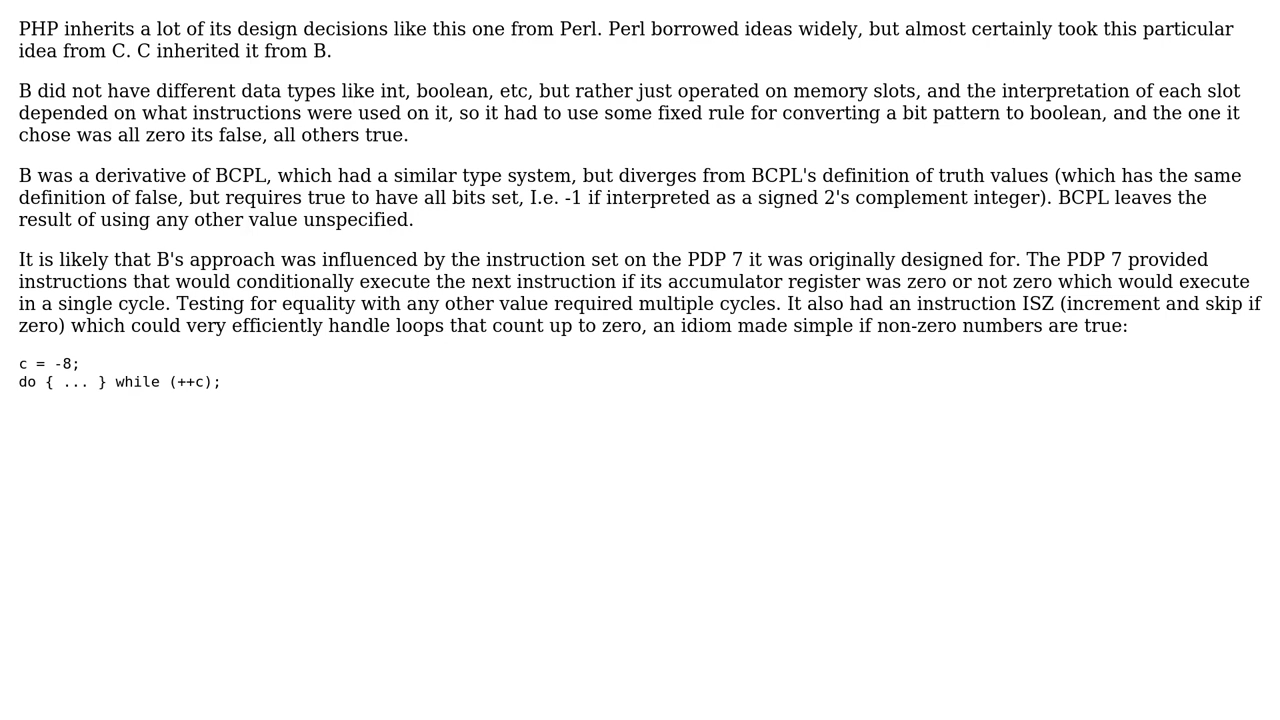 PHP inherits a lot of its design decisions like this one from Perl. Perl borrowed ideas widely, but almost certainly took this particular
idea from C. C inherited it from B.
B did not have different data types like int, boolean, etc, but rather just operated on memory slots, and the interpretation of each slot
depended on what instructions were used on it, so it had to use some fixed rule for converting a bit pattern to boolean, and the one it
chose was all zero its false, all others true.
B was a derivative of BCPL, which had a similar type system, but diverges from BCPL's definition of truth values (which has the same
definition of false, but requires true to have all bits set, I.e. -1 if interpreted as a signed 2's complement integer). BCPL leaves the
result of using any other value unspecified.
It is likely that B's approach was influenced by the instruction set on the PDP 7 it was originally designed for. The PDP 7 provided
instructions that would conditionally execute the next instruction if its accumulator register was zero or not zero which would execute
in a single cycle. Testing for equality with any other value required multiple cycles. It also had an instruction ISZ (increment and skip if
zero) which could very efficiently handle loops that count up to zero, an idiom made simple if non-zero numbers are true:
c = -8;
do { ... } while (++c);